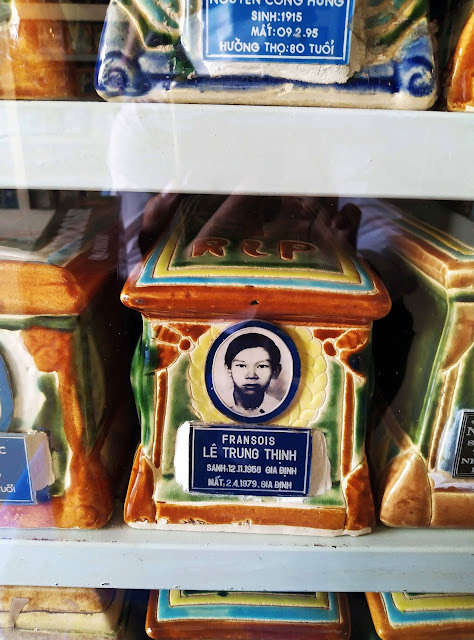 NGUYỄN CÔNG HÙNG
SINH:1915
MẤT:09.2.95
HƯỞNG THỌ:80 TUỔI
RIP
FRANSOIS
LÊ TRUNG THỊNH
SANH:12.11.1958 GIA ĐỊNH
MẤT: 2.4.1979. GIA ĐỊNH